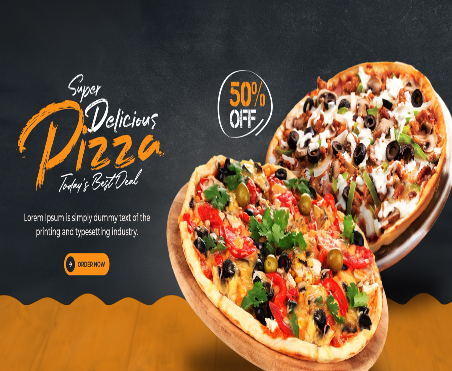 Super
Delicious
Pizza
Today's Best Deal
50%
OFF
Lorem Ipsum is simply dummy text of the
printing and typesetting industry.
ORDER NOW